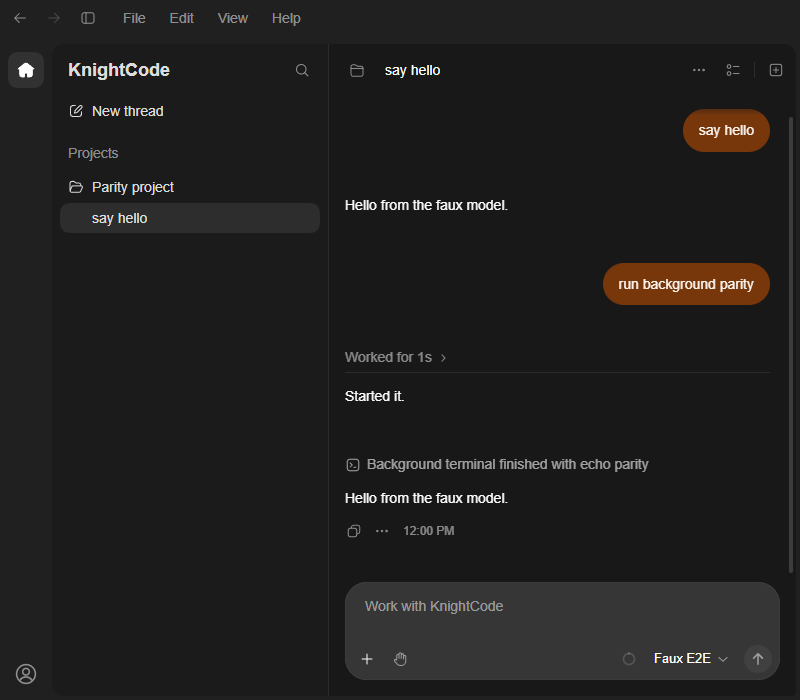 File Edit View Help
KnightCode
New thread
Projects
Parity project
say hello
say hello
say hello
Hello from the faux model.
run background parity
Worked for 1s
Started it.
Background terminal finished with echo parity
Hello from the faux model.
12:00 PM
Work with KnightCode
Faux E2E